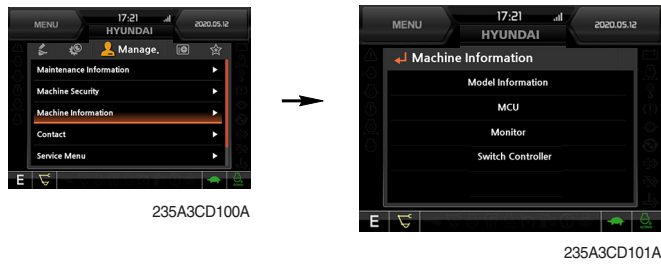 MENU
17:21
HYUNDAI
2020.05.12
Manage.
Maintenance Information
Machine Security
Machine Information
Contact
Service Menu
E
235A3CD100A
MENU
17:21
HYUNDAI
2020.05.12
Machine Information
Model Information
MCU
Monitor
Switch Controller
E
235A3CD101A